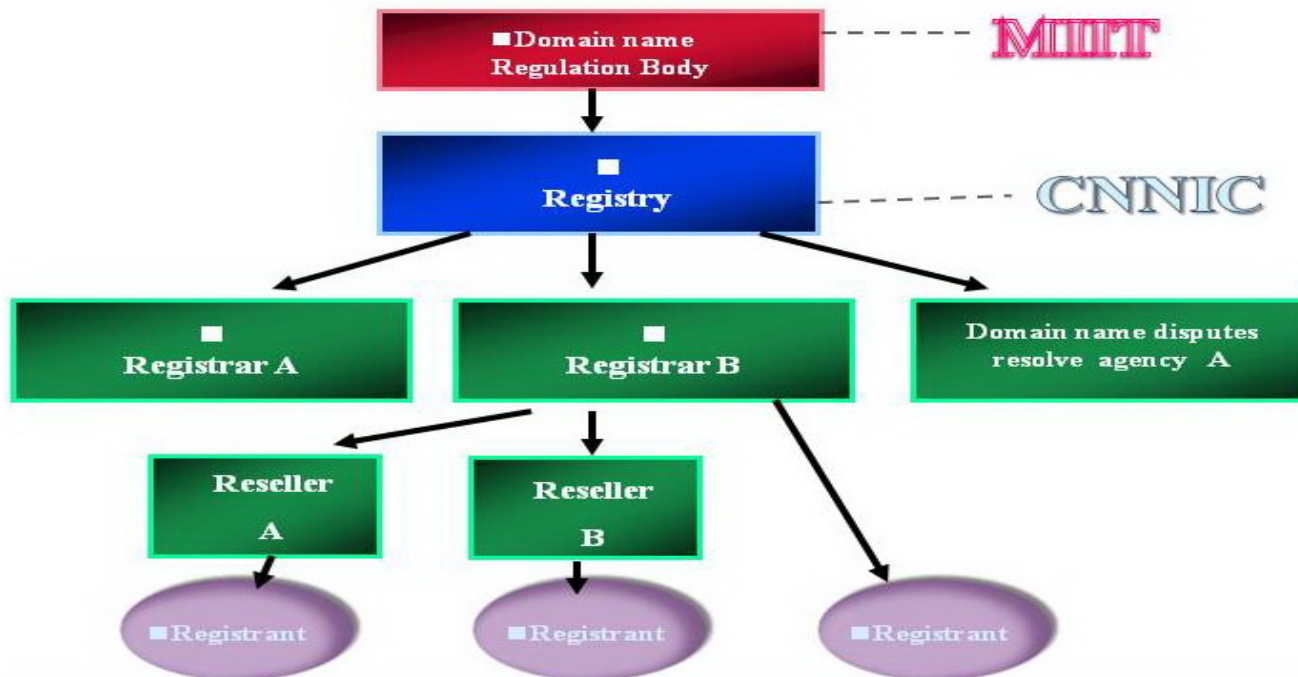 ■Domain name
Regulation Body
MIIT
■
Registry
CNNIC
■
Registrar A
■
Registrar B
Domain name disputes
resolve agency A
Reseller
A
Reseller
B
■Registrant
■Registrant
■Registrant